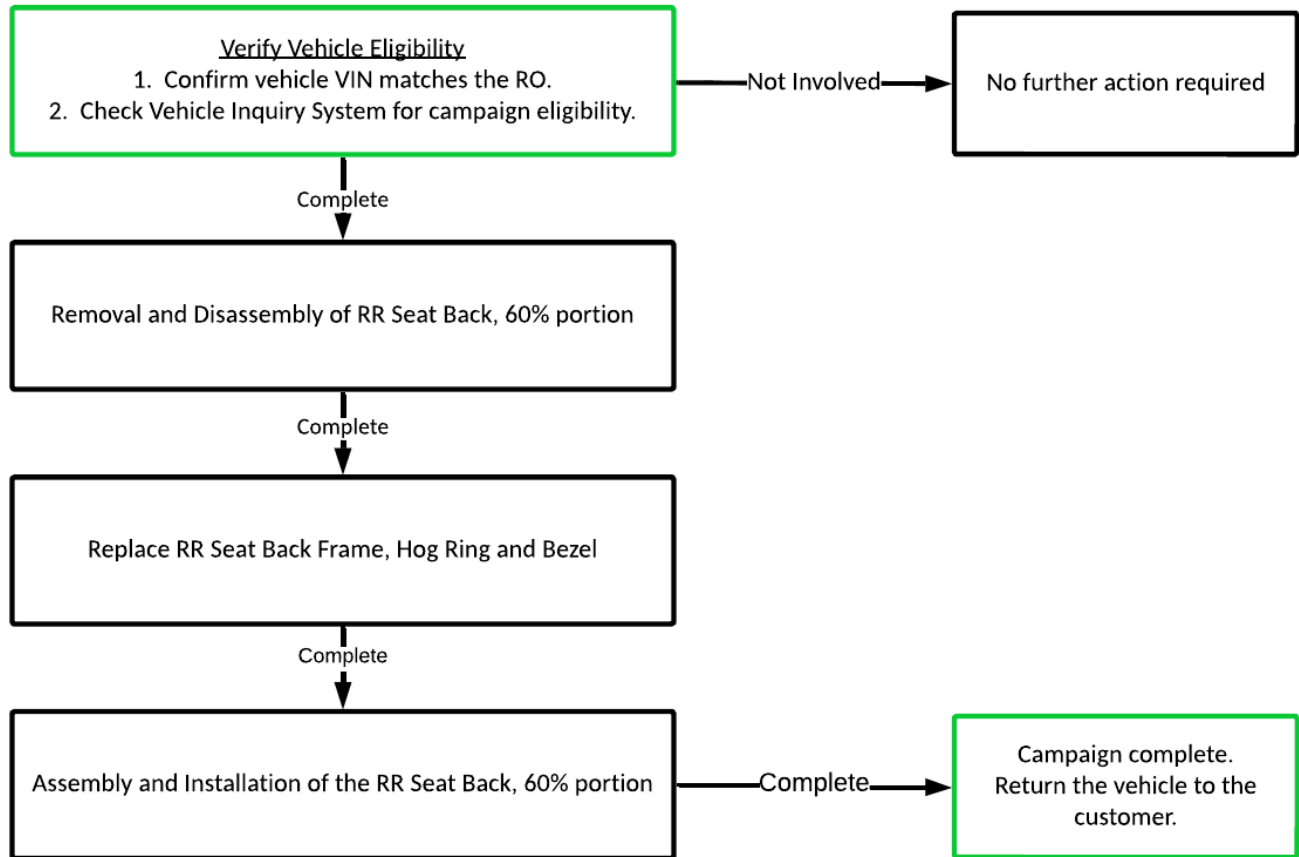 Verify Vehicle Eligibility
1. Confirm vehicle VIN matches the RO.
2. Check Vehicle Inquiry System for campaign eligibility.
Not Involved
No further action required
Complete
Removal and Disassembly of RR Seat Back, 60% portion
Complete
Replace RR Seat Back Frame, Hog Ring and Bezel
Complete
Assembly and Installation of the RR Seat Back, 60% portion
Complete
Campaign complete.
Return the vehicle to the
customer.